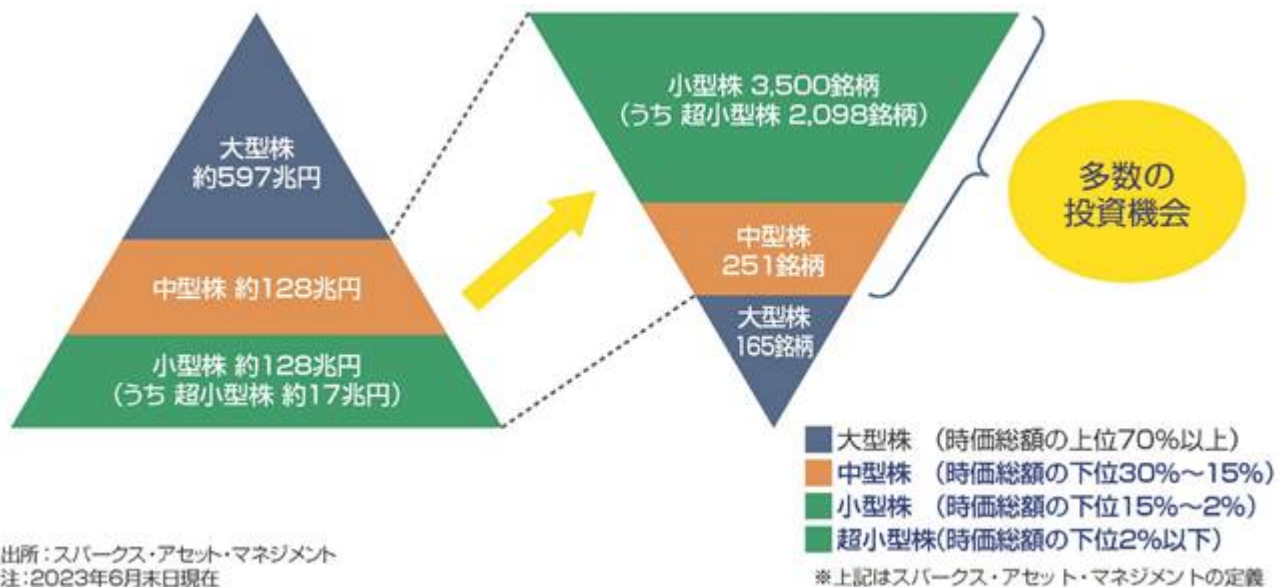 大型株
約597兆円
中型株 約128兆円
小型株 約128兆円
(うち 超小型株 約17兆円)
小型株 3,500銘柄
(うち 超小型株 2,098銘柄)
中型株
251銘柄
大型株
165銘柄
多数の
投資機会
大型株 (時価総額の上位70%以上)
中型株 (時価総額の下位30%～15%)
小型株 (時価総額の下位15%～2%)
超小型株(時価総額の下位2%以下)
※上記はスパークス・アセット・マネジメントの定義
出所:スパークス・アセット・マネジメント
注:2023年6月末日現在